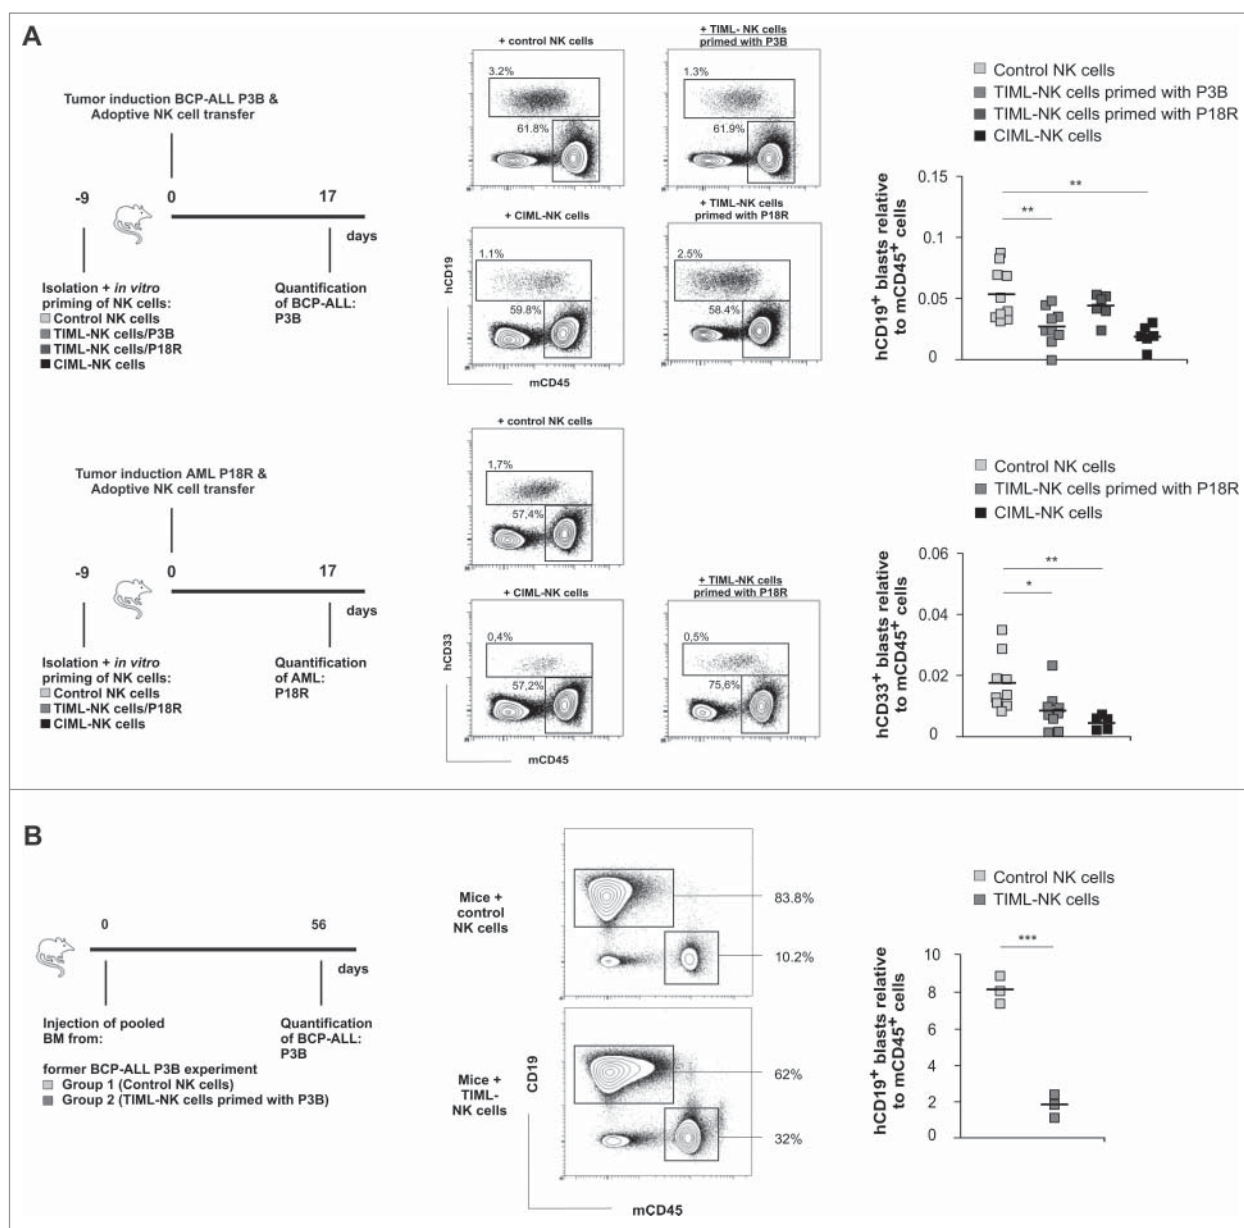 A
Tumor induction BCP-ALL P3B &
Adoptive NK cell transfer
-9
0
17
days
Isolation + in vitro
priming of NK cells:
Control NK cells
TIML-NK cells/P3B
TIML-NK cells/P18R
CIML-NK cells
Quantification
of BCP-ALL:
P3B
+ control NK cells
3.2%
61.8%
+ TIML- NK cells
primed with P3B
1.3%
61.9%
+ CIML-NK cells
1.1%
59.8%
+ TIML-NK cells
primed with P18R
2.5%
58.4%
hCD19
mCD45
Control NK cells
TIML-NK cells primed with P3B
TIML-NK cells primed with P18R
CIML-NK cells
hCD19+ blasts relative
to mCD45+ cells
0.15
0.1
0.05
0
**
**
Tumor induction AML P18R &
Adoptive NK cell transfer
-9
0
17
days
Isolation + in vitro
priming of NK cells:
Control NK cells
TIML-NK cells/P18R
CIML-NK cells
Quantification
of AML:
P18R
+ control NK cells
1,7%
57,4%
+ CIML-NK cells
0,4%
57,2%
+ TIML-NK cells
primed with P18R
0,5%
75,6%
hCD33
mCD45
Control NK cells
TIML-NK cells primed with P18R
CIML-NK cells
hCD33+ blasts relative
to mCD45+ cells
0.06
0.04
0.02
0
**
*
B
0
56
days
Injection of pooled
BM from:
Quantification
of BCP-ALL:
P3B
former BCP-ALL P3B experiment
Group 1 (Control NK cells)
Group 2 (TIML-NK cells primed with P3B)
Mice +
control
NK cells
83.8%
10.2%
Mice +
TIML-
NK cells
62%
32%
CD19
mCD45
Control NK cells
TIML-NK cells
hCD19+ blasts relative
to mCD45+ cells
10
8
6
4
2
0
***